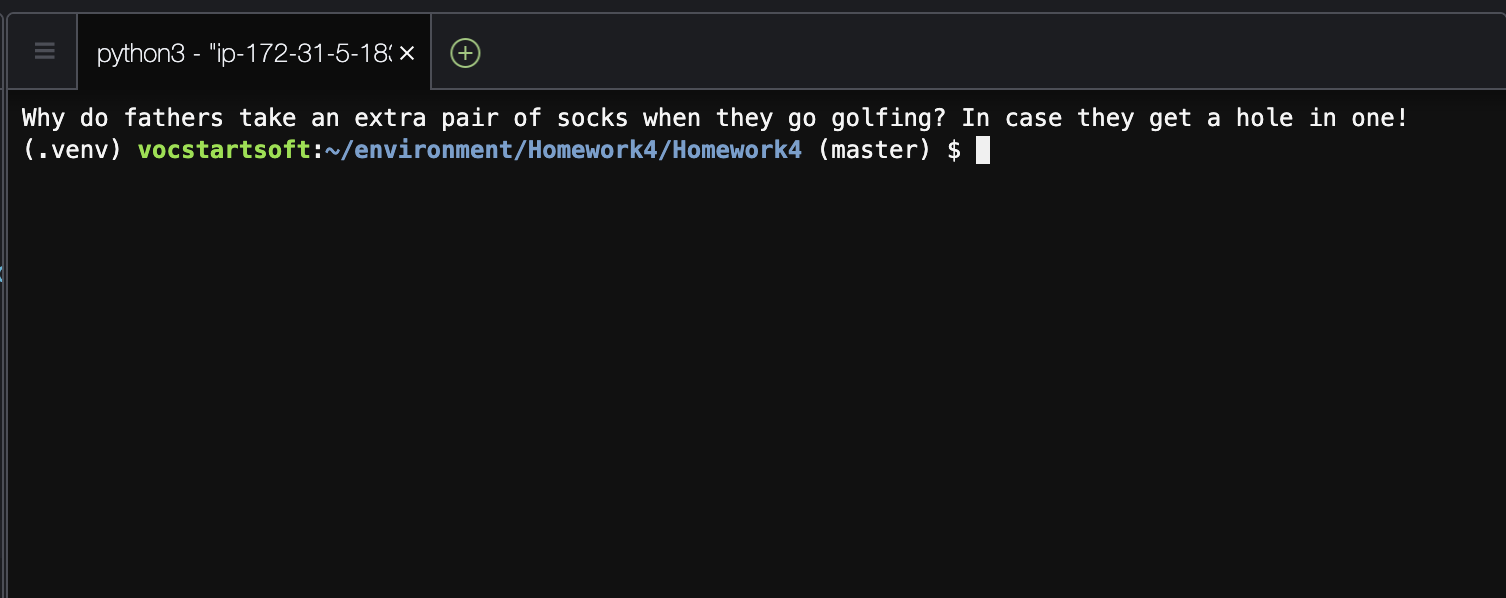 python3 - "ip-172-31-5-18
Why do fathers take an extra pair of socks when they go golfing? In case they get a hole in one!
(.venv) vocstartsoft:~/environment/Homework4/Homework4 (master) $